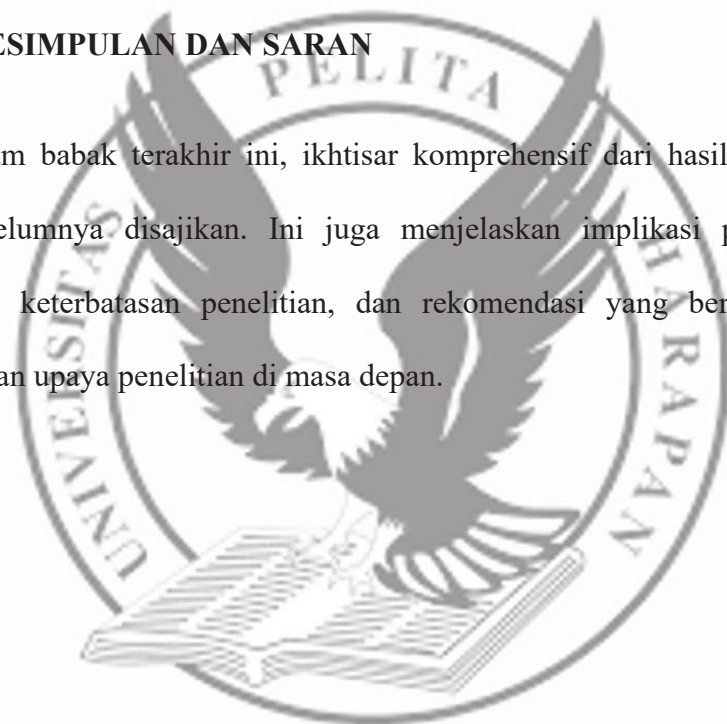 ESIMPULAN DAN SARAN
PELITA
m babak terakhir ini, ikhtisar komprehensif dari hasil
elumnya disajikan. Ini juga menjelaskan implikasi p
keterbatasan penelitian, dan rekomendasi yang ber
an upaya penelitian di masa depan.
UNIVERSITAS
HARAPAN